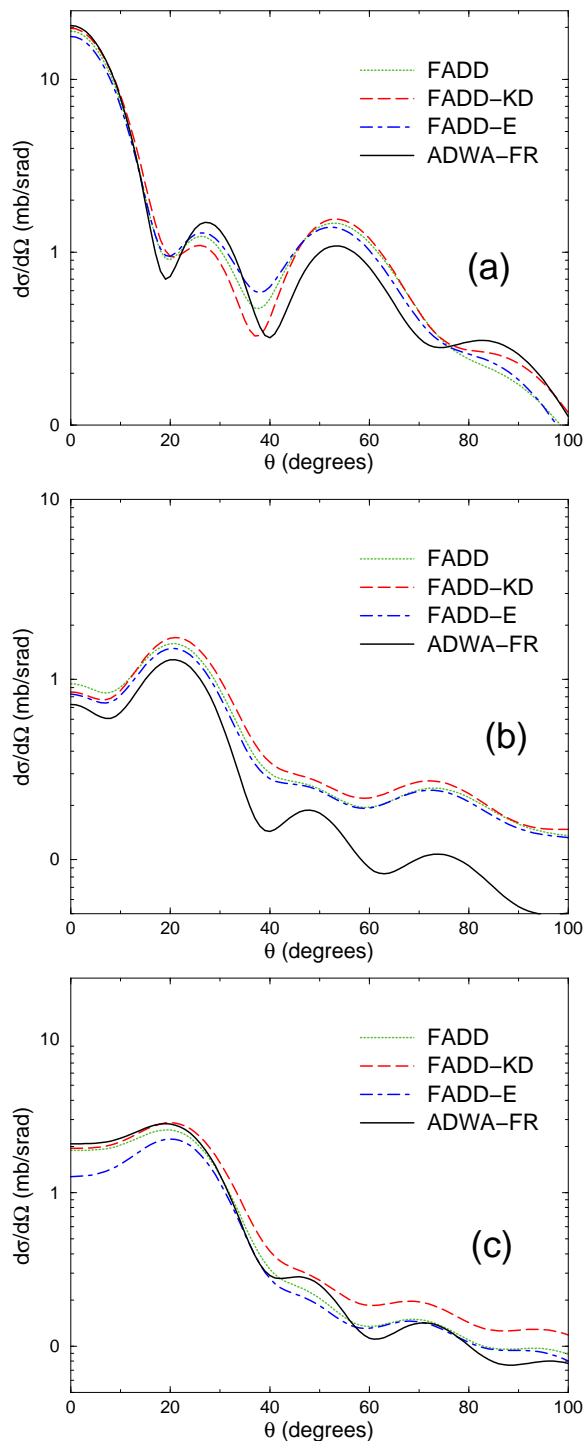 10
1
0
dσ/dΩ (mb/srad)
FADD
FADD−KD
FADD−E
ADWA−FR
(a)
0 20 40 60 80 100
θ (degrees)
10
1
0
dσ/dΩ (mb/srad)
FADD
FADD−KD
FADD−E
ADWA−FR
(b)
0 20 40 60 80 100
θ (degrees)
10
1
0
dσ/dΩ (mb/srad)
FADD
FADD−KD
FADD−E
ADWA−FR
(c)
0 20 40 60 80 100
θ (degrees)